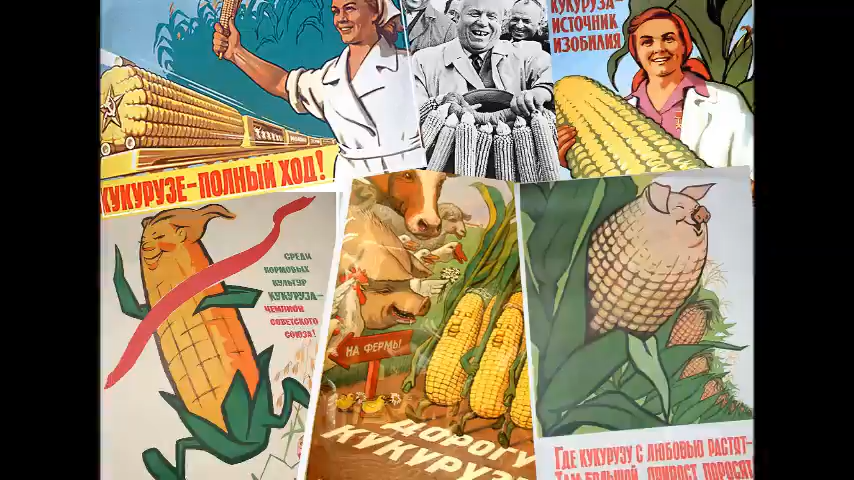 КУКУРУЗА-
ИСТОЧНИК
ИЗОБИЛИЯ
КУКУРУЗЕ-ПОЛНЫЙ ХОД!
СРЕДИ
КОРМОВЫХ
КУЛЬТУР
КУКУРУЗА-
ЧЕМПИОН
СОВЕТСКОГО
СОЮЗА!
НА ФЕРМЫ!
ДОРОГУ
КУКУРУЗЕ
ГДЕ КУКУРУЗУ С ЛЮБОВЬЮ РАСТЯТ-
ТАМ БОЛЬШОЙ ПРИРОСТ ПОРОСЯТ